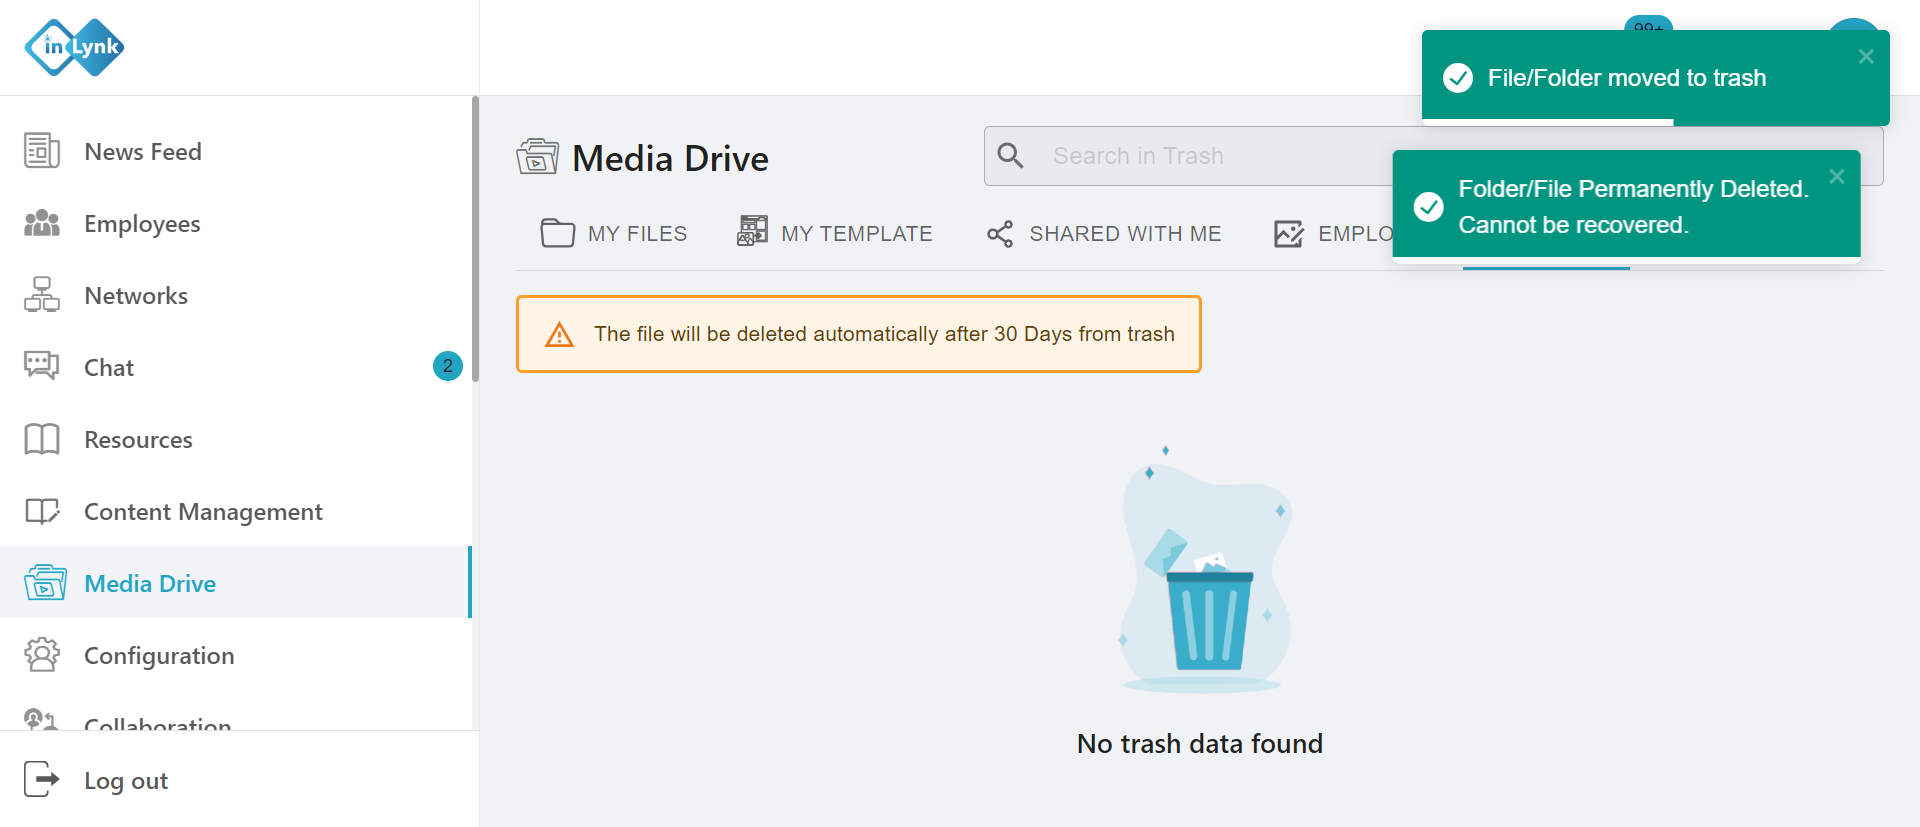 in Lynk
99+
File/Folder moved to trash
News Feed
Employees
Networks
Chat
2
Resources
Content Management
Media Drive
Configuration
Collaboration
Log out
Media Drive
Search in Trash
Folder/File Permanently Deleted.
Cannot be recovered.
MY FILES
MY TEMPLATE
SHARED WITH ME
EMPLO
The file will be deleted automatically after 30 Days from trash
No trash data found